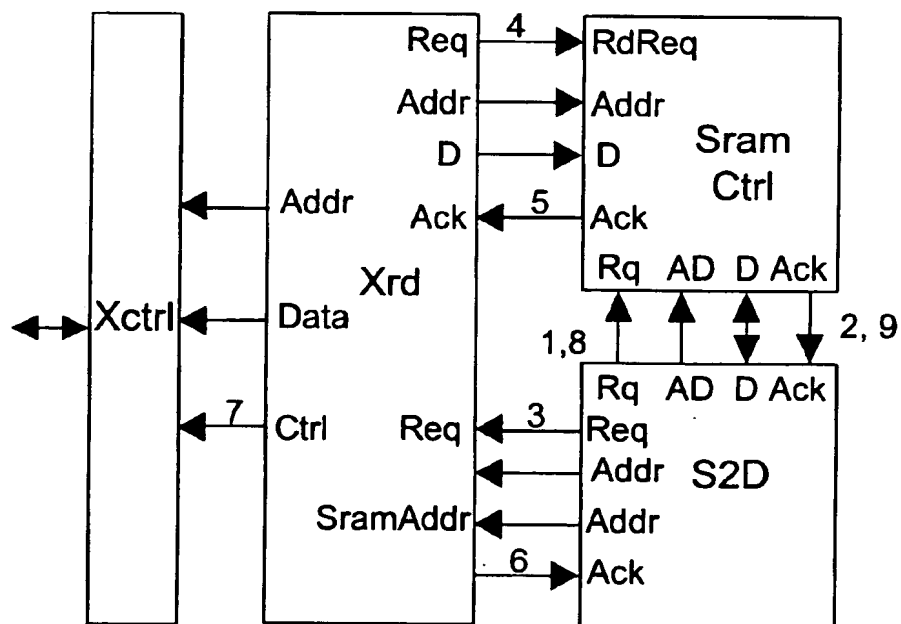 Req 4 RdReq
Addr Addr
D D Sram Ctrl
Addr Ack 5 Ack
Xrd Rq AD D Ack
Xctrl Data 1,8 2, 9
Rq AD D Ack
7 Ctrl Req 3 Req
Addr S2D
SramAddr Addr
6 Ack